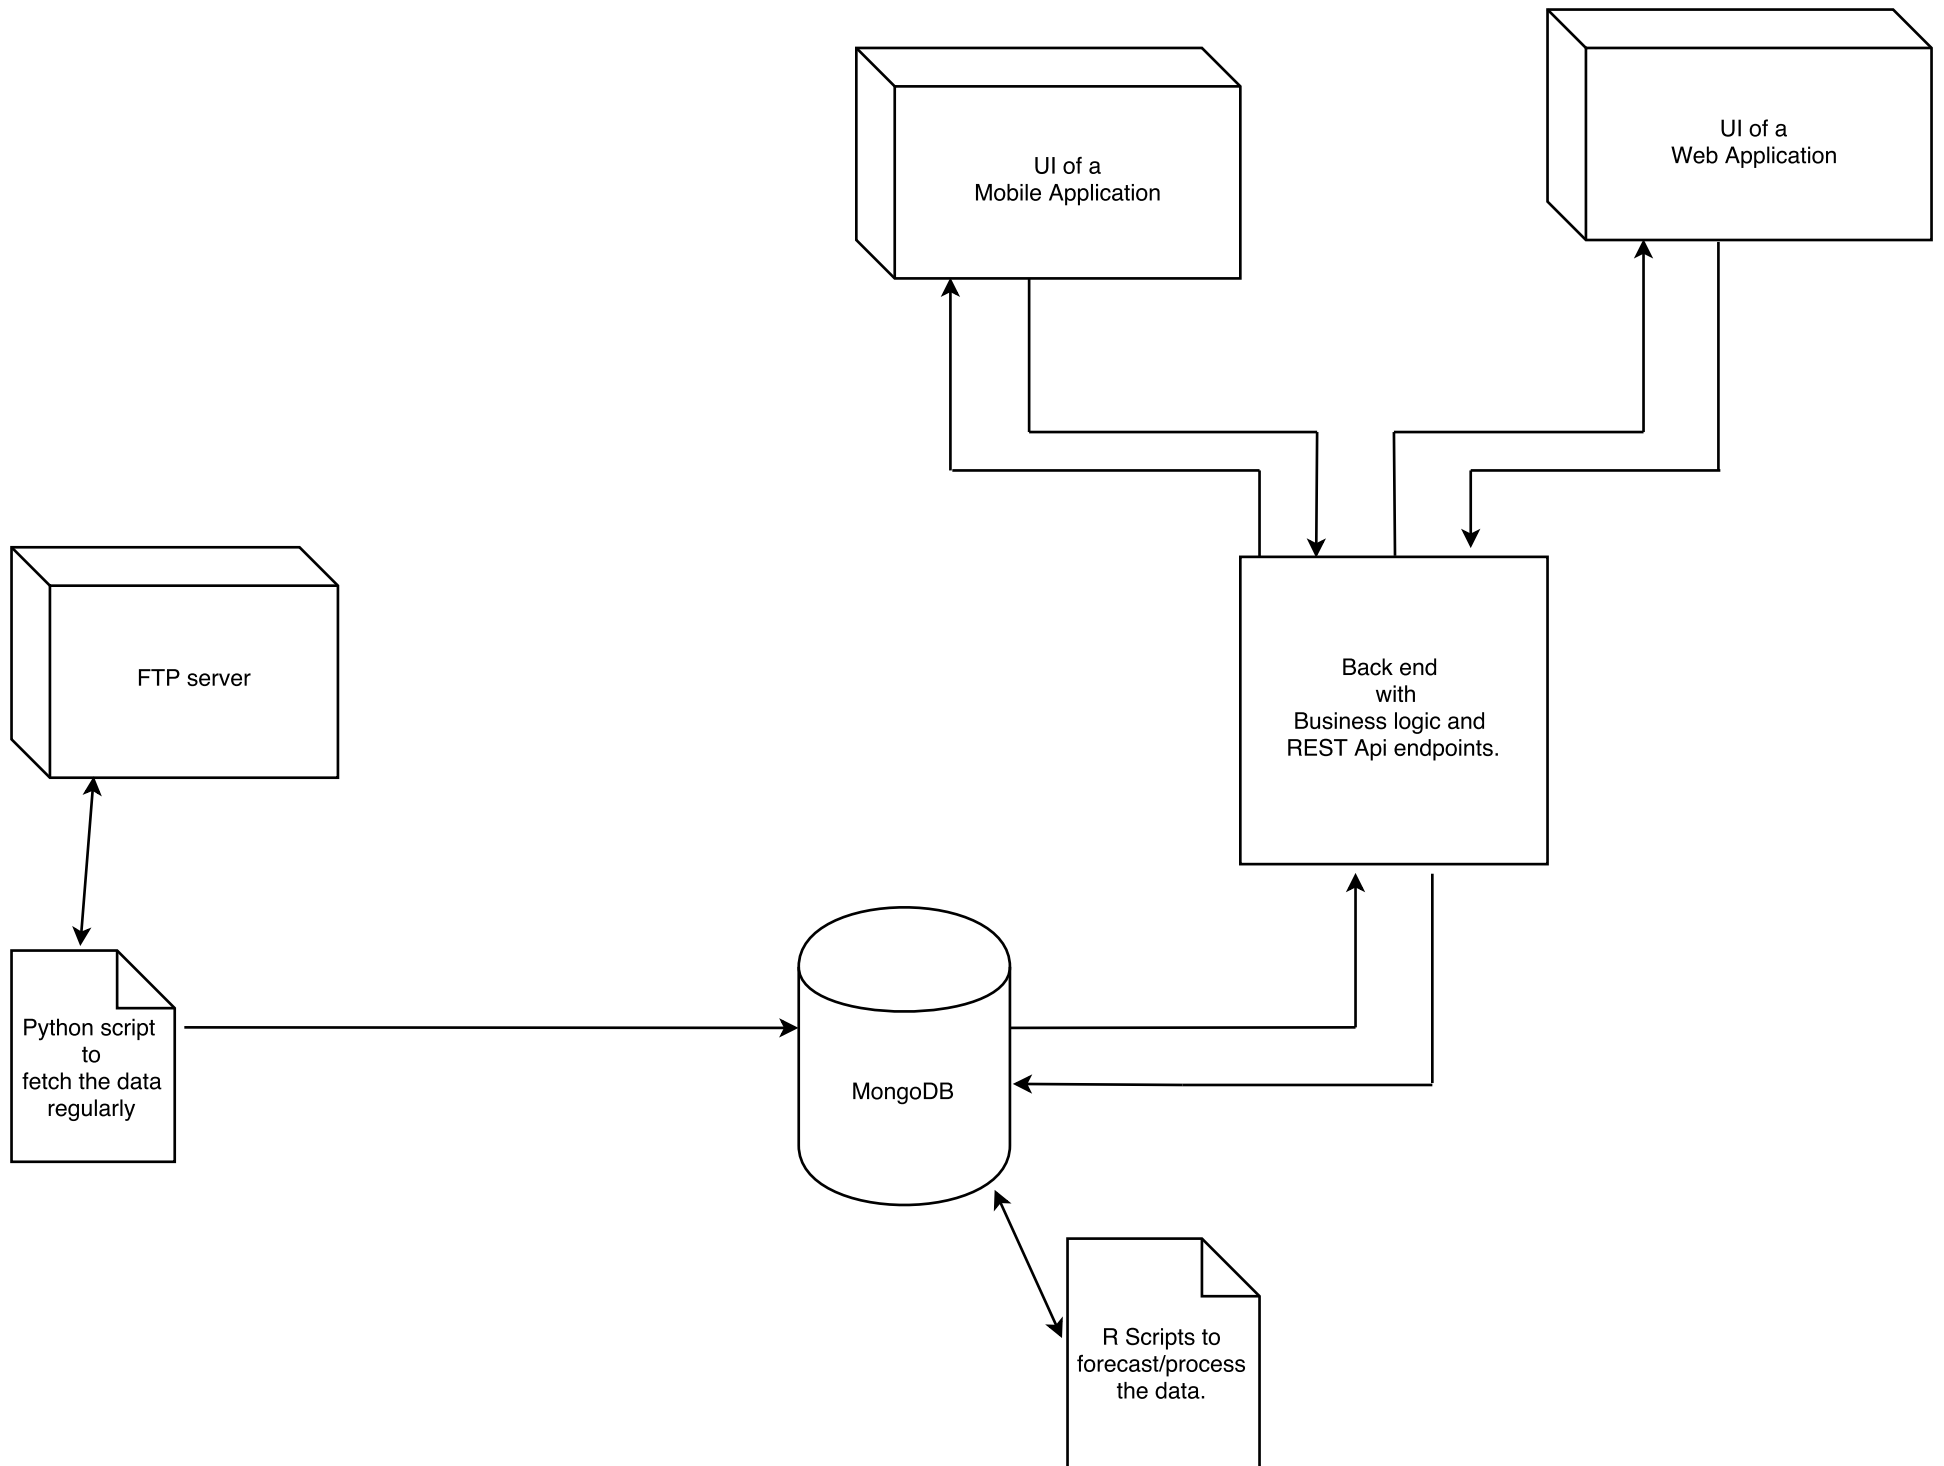 UI of a
Web Application
UI of a
Mobile Application
FTP server
Back end
with
Business logic and
REST Api endpoints.
Python script
to
fetch the data
regularly
MongoDB
R Scripts to
forecast/process
the data.